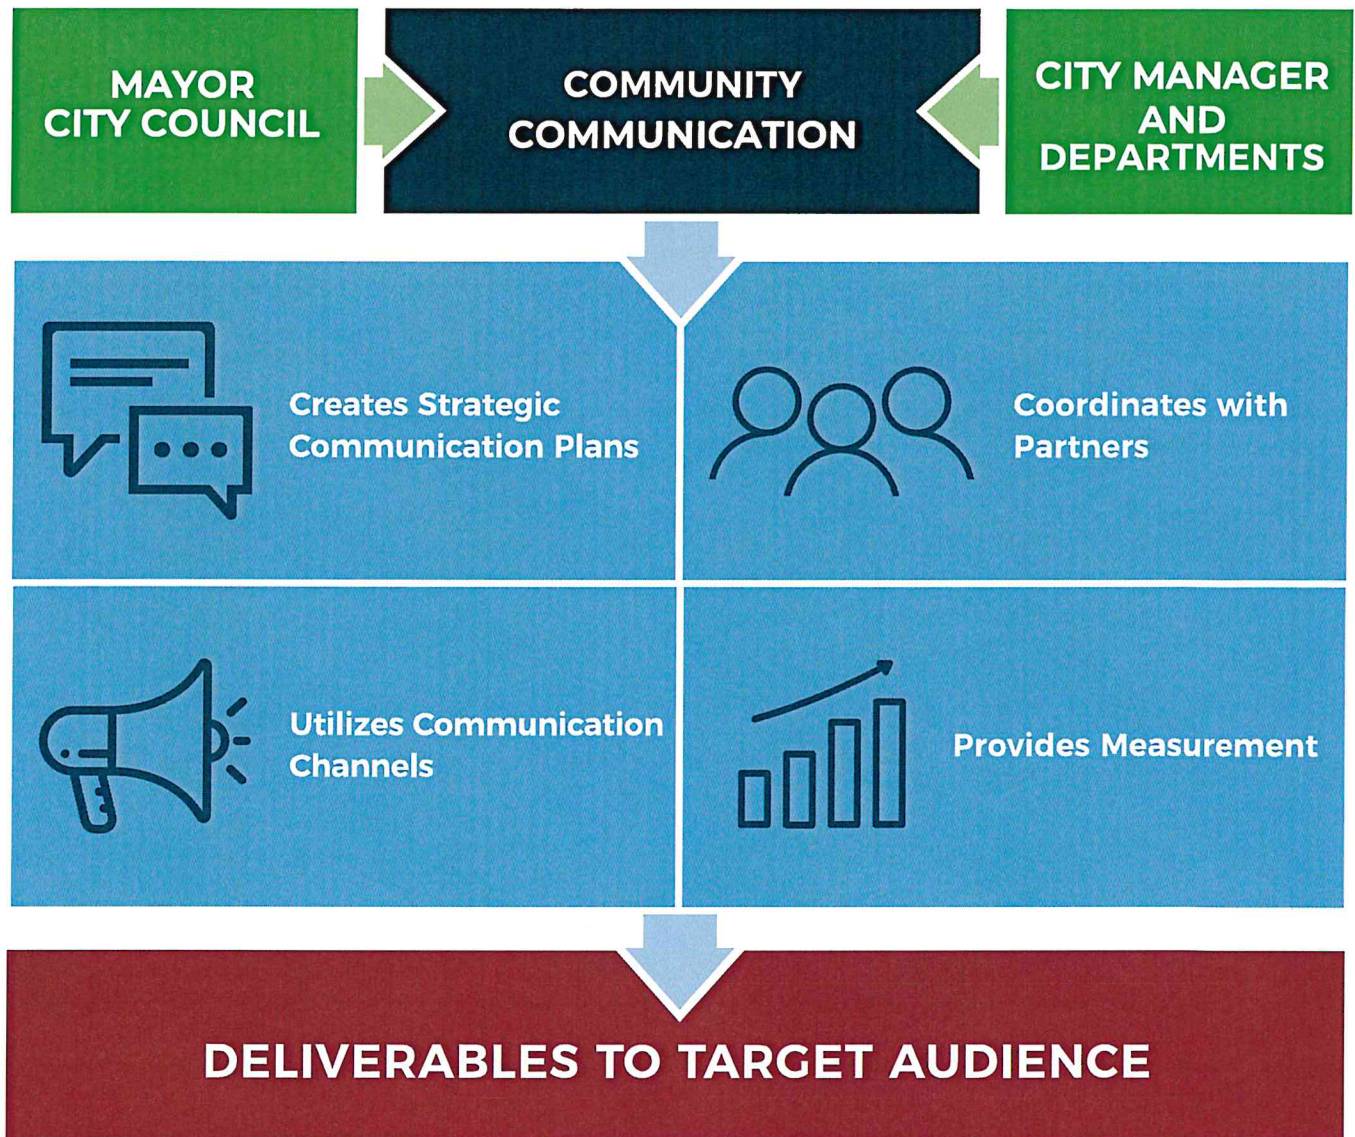 MAYOR
CITY COUNCIL
COMMUNITY
COMMUNICATION
CITY MANAGER
AND
DEPARTMENTS
Creates Strategic
Communication Plans
Coordinates with
Partners
Utilizes Communication
Channels
Provides Measurement
DELIVERABLES TO TARGET AUDIENCE